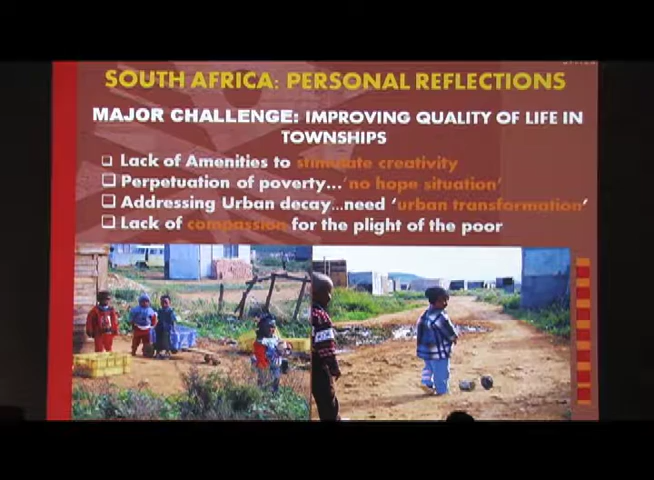 SOUTH AFRICA: PERSONAL REFLECTIONS
MAJOR CHALLENGE: IMPROVING QUALITY OF LIFE IN
TOWNSHIPS
❑ Lack of Amenities to stimulate creativity
❑ Perpetuation of poverty...'no hope situation'
❑ Addressing Urban decay...need 'urban transformation'
❑ Lack of compassion for the plight of the poor